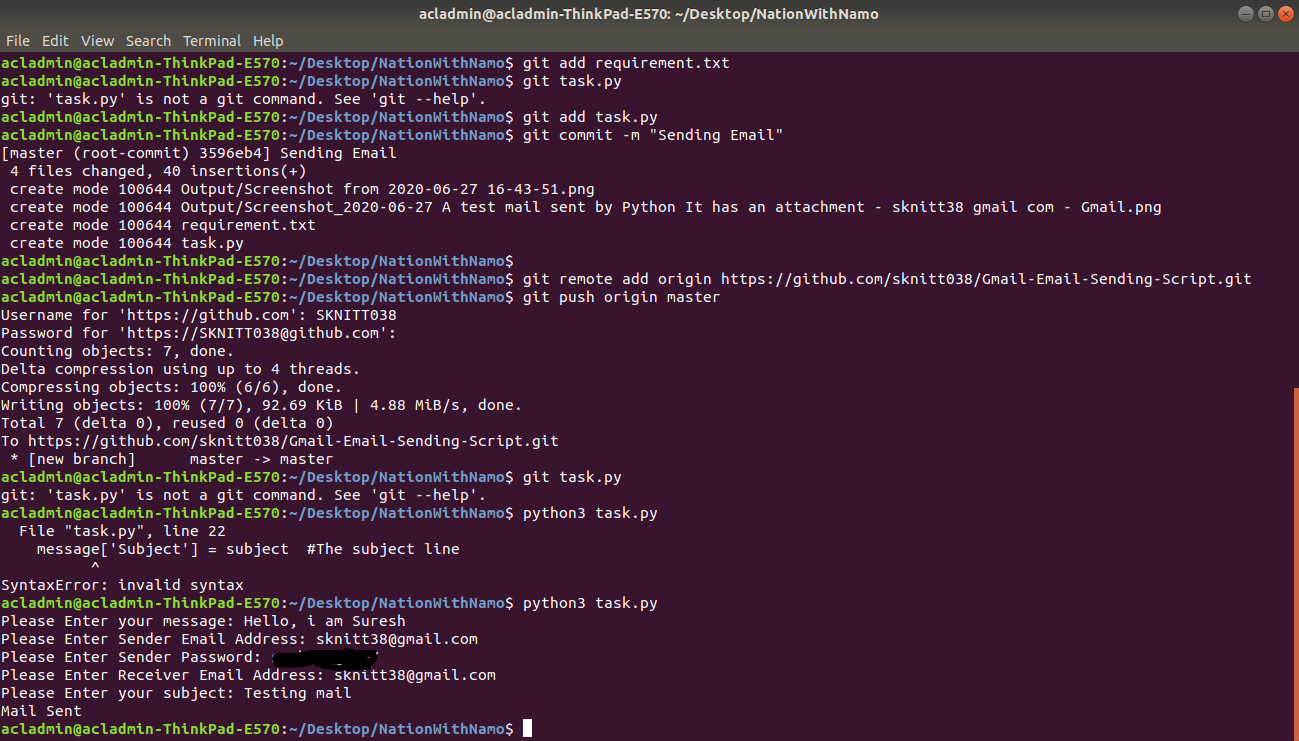 acladmin@acladmin-ThinkPad-E570: ~/Desktop/NationWithNamo
File Edit View Search Terminal Help
acladmin@acladmin-ThinkPad-E570:~/Desktop/NationWithNamo$ git add requirement.txt
acladmin@acladmin-ThinkPad-E570:~/Desktop/NationWithNamo$ git task.py
git: 'task.py' is not a git command. See 'git --help'.
acladmin@acladmin-ThinkPad-E570:~/Desktop/NationWithNamo$ git add task.py
acladmin@acladmin-ThinkPad-E570:~/Desktop/NationWithNamo$ git commit -m "Sending Email"
[master (root-commit) 3596eb4] Sending Email
 4 files changed, 40 insertions(+)
 create mode 100644 Output/Screenshot from 2020-06-27 16-43-51.png
 create mode 100644 Output/Screenshot_2020-06-27 A test mail sent by Python It has an attachment - sknitt38 gmail com - Gmail.png
 create mode 100644 requirement.txt
 create mode 100644 task.py
acladmin@acladmin-ThinkPad-E570:~/Desktop/NationWithNamo$
acladmin@acladmin-ThinkPad-E570:~/Desktop/NationWithNamo$ git remote add origin https://github.com/sknitt038/Gmail-Email-Sending-Script.git
acladmin@acladmin-ThinkPad-E570:~/Desktop/NationWithNamo$ git push origin master
Username for 'https://github.com': SKNITT038
Password for 'https://SKNITT038@github.com':
Counting objects: 7, done.
Delta compression using up to 4 threads.
Compressing objects: 100% (6/6), done.
Writing objects: 100% (7/7), 92.69 KiB | 4.88 MiB/s, done.
Total 7 (delta 0), reused 0 (delta 0)
To https://github.com/sknitt038/Gmail-Email-Sending-Script.git
 * [new branch]      master -> master
acladmin@acladmin-ThinkPad-E570:~/Desktop/NationWithNamo$ git task.py
git: 'task.py' is not a git command. See 'git --help'.
acladmin@acladmin-ThinkPad-E570:~/Desktop/NationWithNamo$ python3 task.py
  File "task.py", line 22
    message['Subject'] = subject  #The subject line
          ^
SyntaxError: invalid syntax
acladmin@acladmin-ThinkPad-E570:~/Desktop/NationWithNamo$ python3 task.py
Please Enter your message: Hello, i am Suresh
Please Enter Sender Email Address: sknitt38@gmail.com
Please Enter Sender Password:
Please Enter Receiver Email Address: sknitt38@gmail.com
Please Enter your subject: Testing mail
Mail Sent
acladmin@acladmin-ThinkPad-E570:~/Desktop/NationWithNamo$